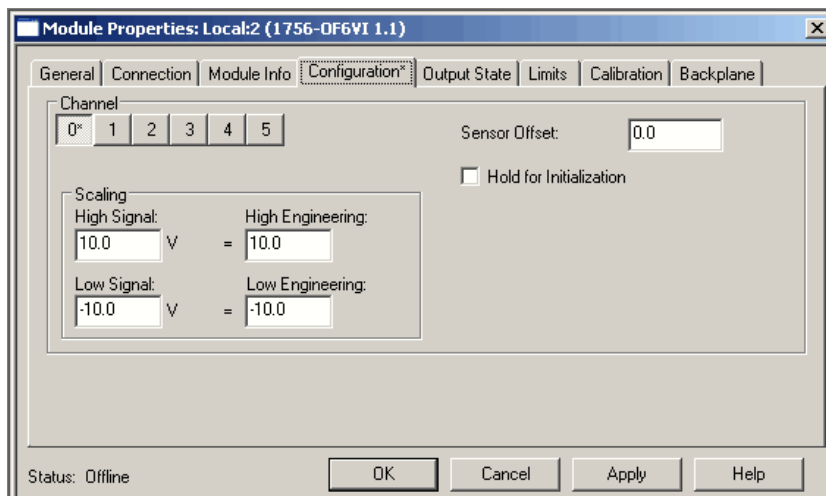 Module Properties: Local:2 (1756-OF6VI 1.1)
General Connection Module Info Configuration* Output State Limits Calibration Backplane
Channel
0* 1 2 3 4 5
Sensor Offset: 0.0
Hold for Initialization
Scaling
High Signal: High Engineering:
10.0 V = 10.0
Low Signal: Low Engineering:
-10.0 V = -10.0
Status: Offline
OK Cancel Apply Help